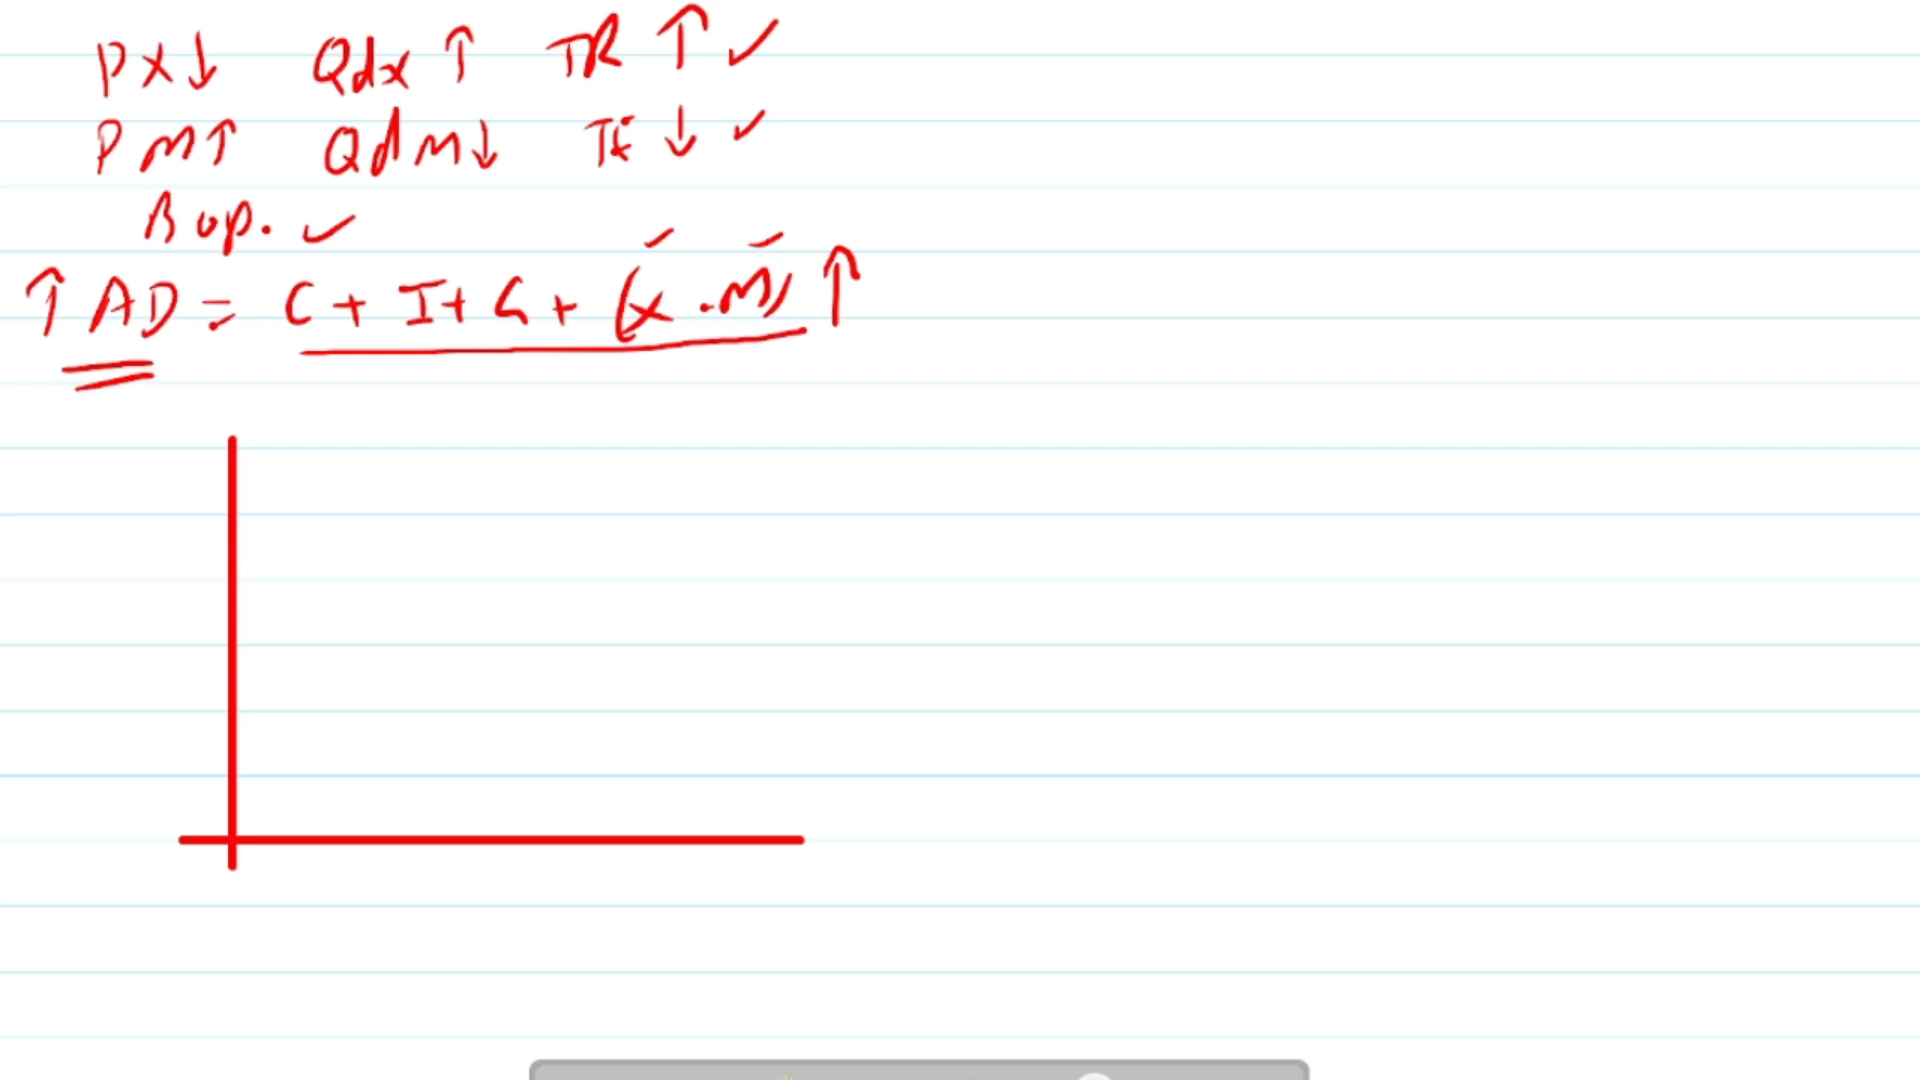 Px↓ Qdx ↑ TR ↑ ✓
PM↑ QdM↓ TE ↓ ✓
Bop. ✓
↑ AD = C + I + G + (x - M) ↑